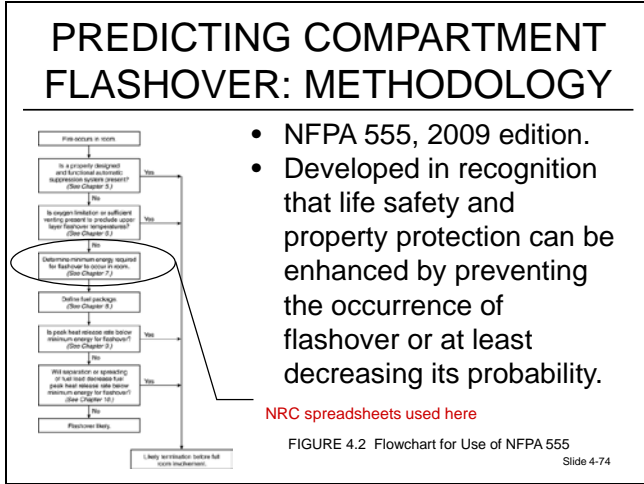 PREDICTING COMPARTMENT
FLASHOVER: METHODOLOGY
Fire occurs in room.
Is a properly designed
and functional automatic
suppression system present?
(See Chapter 5.)
Yes
No
Is oxygen limitation or sufficient
venting present to preclude upper
layer flashover temperatures?
(See Chapter 6.)
Yes
No
Determine minimum energy required
for flashover to occur in room.
(See Chapter 7.)
Define fuel package.
(See Chapter 8.)
Is peak heat release rate below
minimum energy for flashover?
(See Chapter 9.)
Yes
No
Will separation or spreading
of fuel load decrease fuel
peak heat release rate below
minimum energy for flashover?
(See Chapter 10.)
Yes
No
Flashover likely.
Likely termination before full
room involvement.
• NFPA 555, 2009 edition.
• Developed in recognition
that life safety and
property protection can be
enhanced by preventing
the occurrence of
flashover or at least
decreasing its probability.
NRC spreadsheets used here
FIGURE 4.2 Flowchart for Use of NFPA 555
Slide 4-74